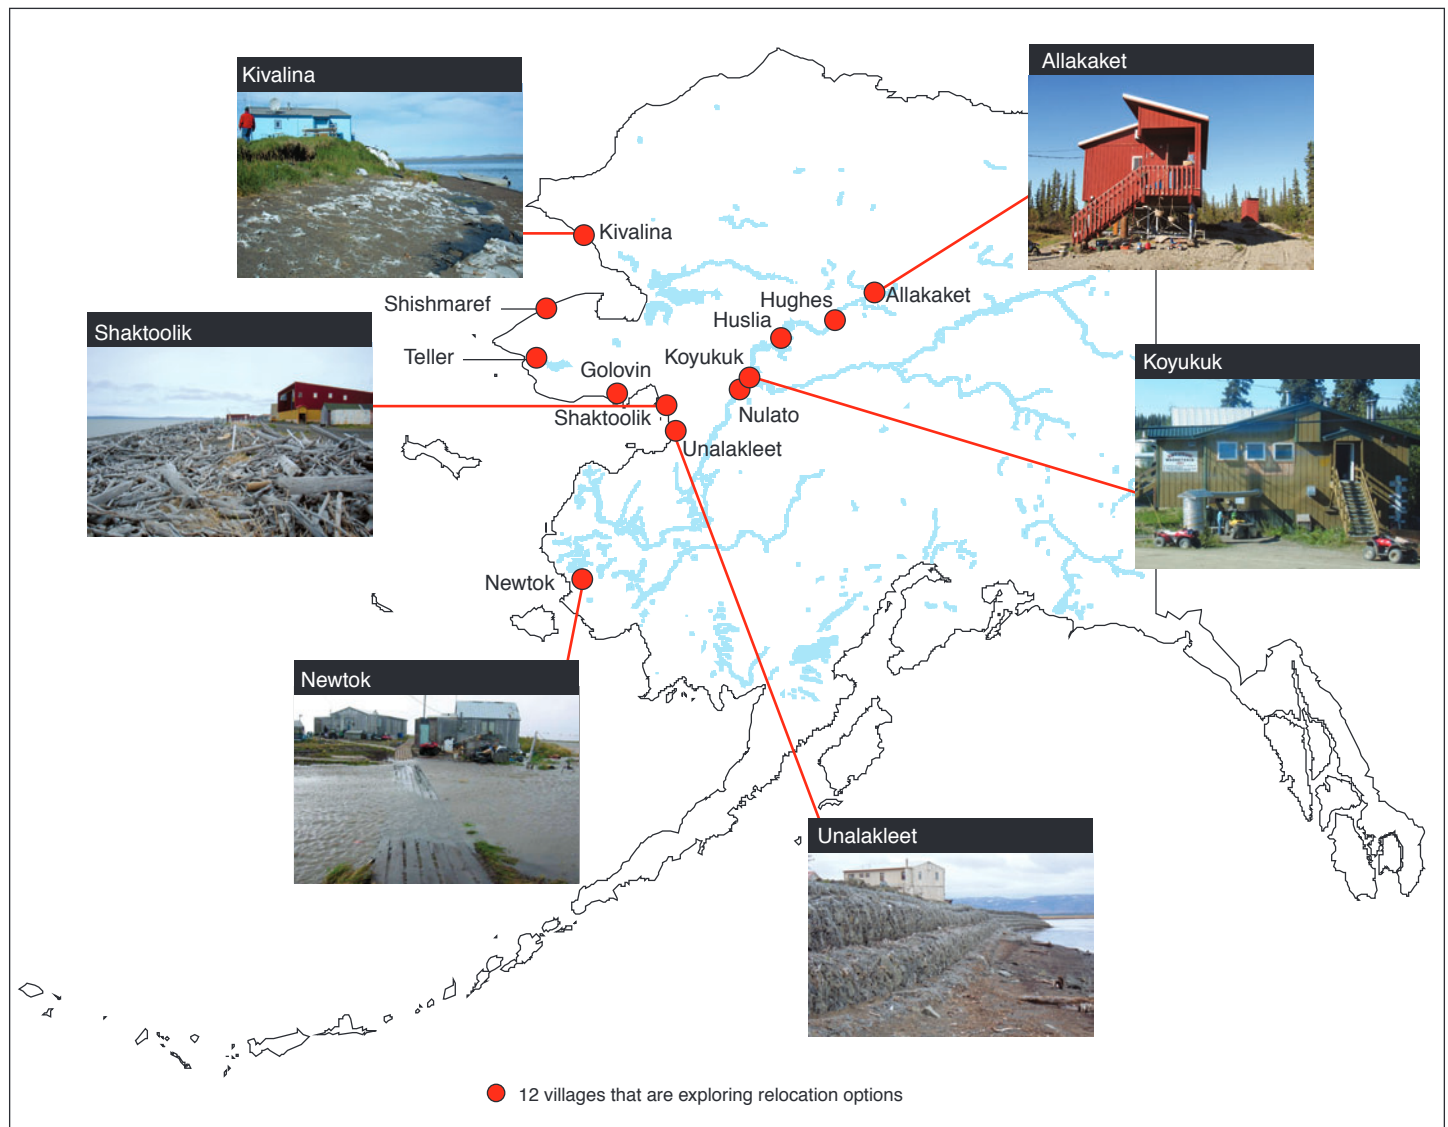 Kivalina
Allakaket
Kivalina
Shishmaref
Hughes
Allakaket
Huslia
Shaktoolik
Teller
Koyukuk
Koyukuk
Golovin
Shaktoolik
Nulato
Unalakleet
Newtok
Newtok
Unalakleet
12 villages that are exploring relocation options